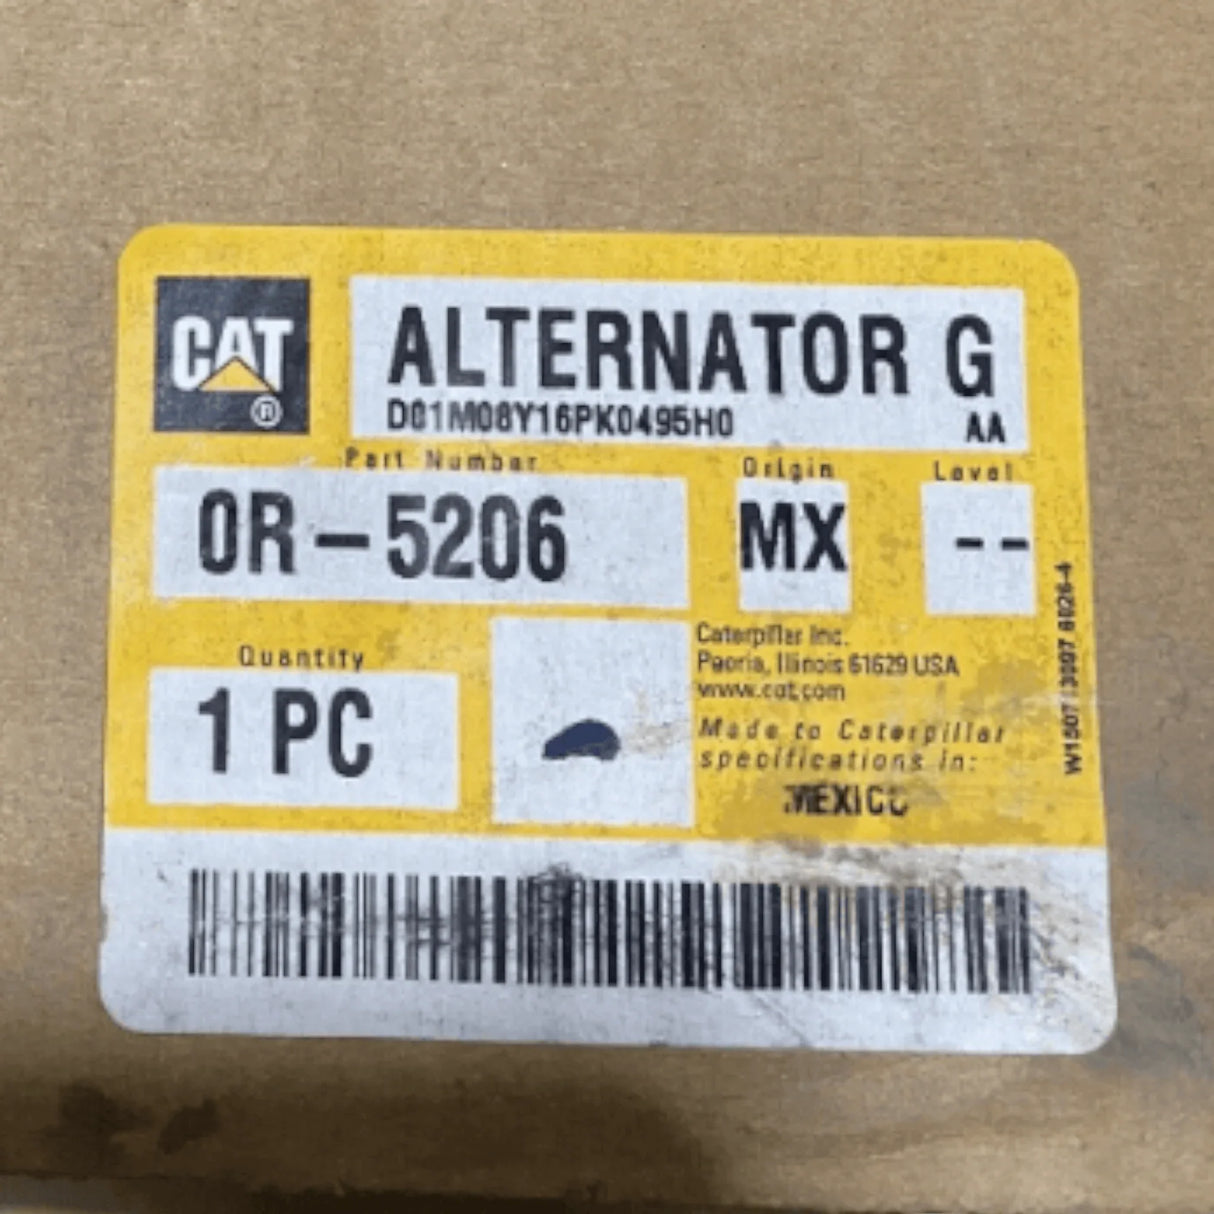 CAT
®
ALTERNATOR G
D01M08Y16PK0495H0 AA
Part Number Origin Level
0R-5206 MX --
Quantity
1 PC
Caterpillar Inc.
Peoria, Illinois 61629 USA
www.cat.com
Made to Caterpillar
specifications in:
MEXICO